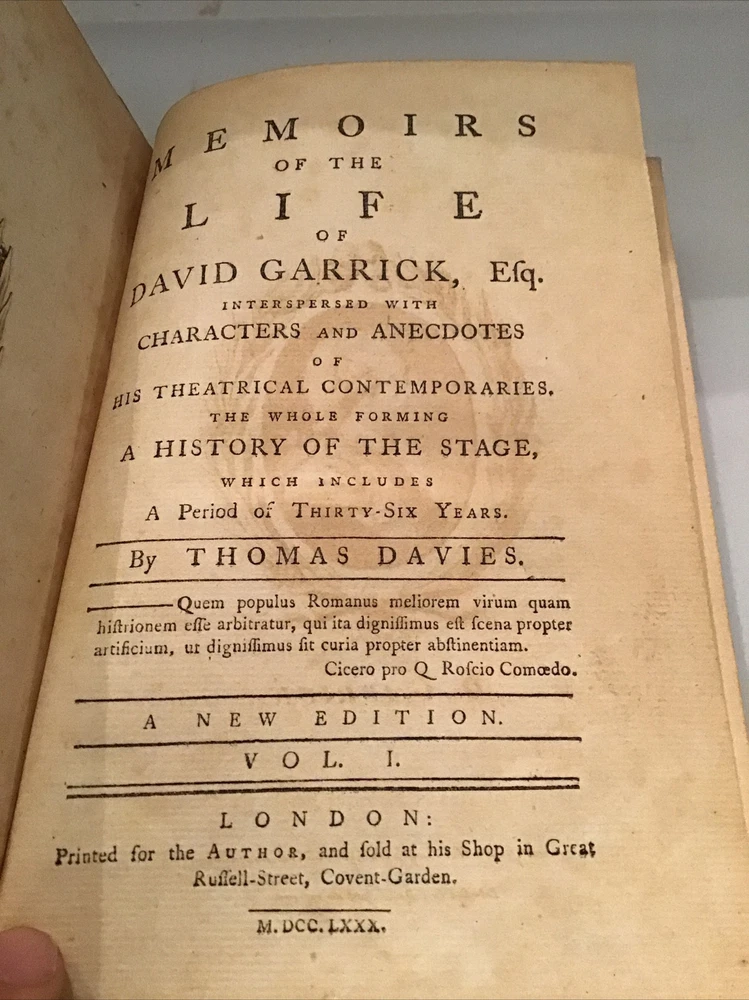 MEMOIRS
OF THE
LIFE
OF
DAVID GARRICK, Eſq.
INTERSPERSED WITH
CHARACTERS AND ANECDOTES
OF
HIS THEATRICAL CONTEMPORARIES.
THE WHOLE FORMING
A HISTORY OF THE STAGE,
WHICH INCLUDES
A Period of THIRTY-SIX YEARS.
By THOMAS DAVIES.
———Quem populus Romanus meliorem virum quam
hiſtrionem eſſe arbitratur, qui ita digniſſimus eſt ſcena propter
artificium, ut digniſſimus ſit curia propter abſtinentiam.
Cicero pro Q Roſcio Comœdo.
A NEW EDITION.
VOL. I.
LONDON:
Printed for the AUTHOR, and ſold at his Shop in Great
Ruſſell-Street, Covent-Garden.
M.DCC.LXXX.